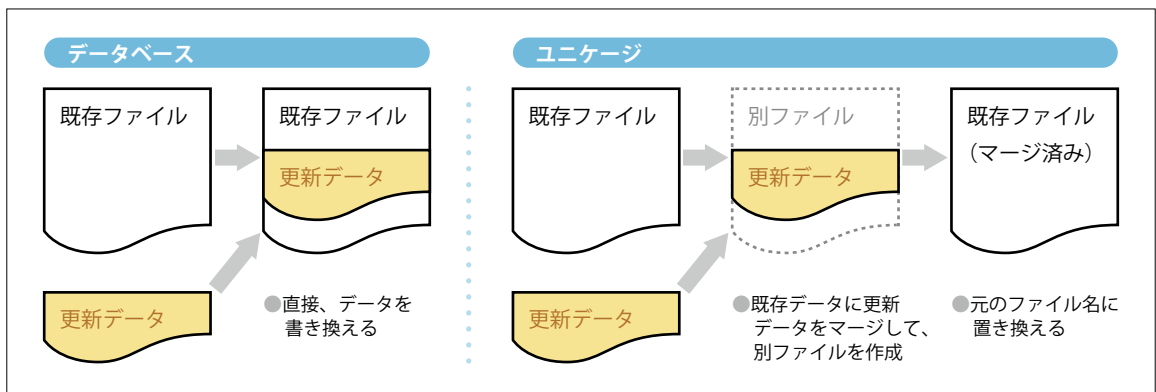 データベース
既存ファイル
既存ファイル
更新データ
更新データ
●直接、データを
書き換える
ユニケージ
既存ファイル
別ファイル
更新データ
既存ファイル
（マージ済み）
更新データ
●既存データに更新
データをマージして、
別ファイルを作成
●元のファイル名に
置き換える